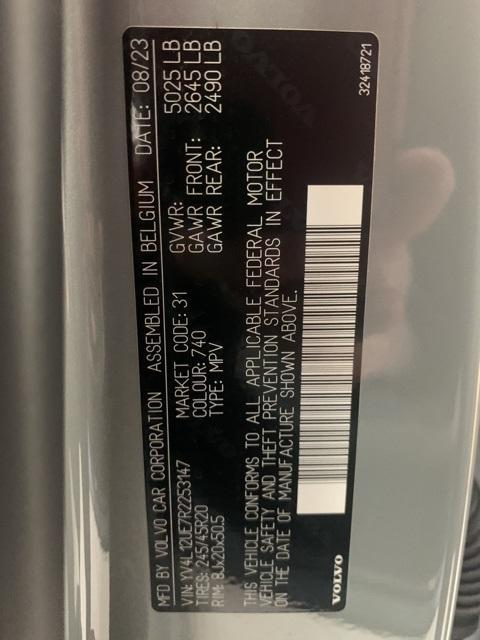 MFD BY VOLVO CAR CORPORATION ASSEMBLED IN BELGIUM DATE: 08/23
VIN: YV4L12UE7R2253147 MARKET CODE: 31 GVWR: 5025 LB
TIRES: 245/45R20 COLOUR: 740 GAWR FRONT: 2645 LB
RIM: 8Jx20x50.5 TYPE: MPV GAWR REAR: 2490 LB
THIS VEHICLE CONFORMS TO ALL APPLICABLE FEDERAL MOTOR
VEHICLE SAFETY AND THEFT PREVENTION STANDARDS IN EFFECT
ON THE DATE OF MANUFACTURE SHOWN ABOVE.
VOLVO 32418721